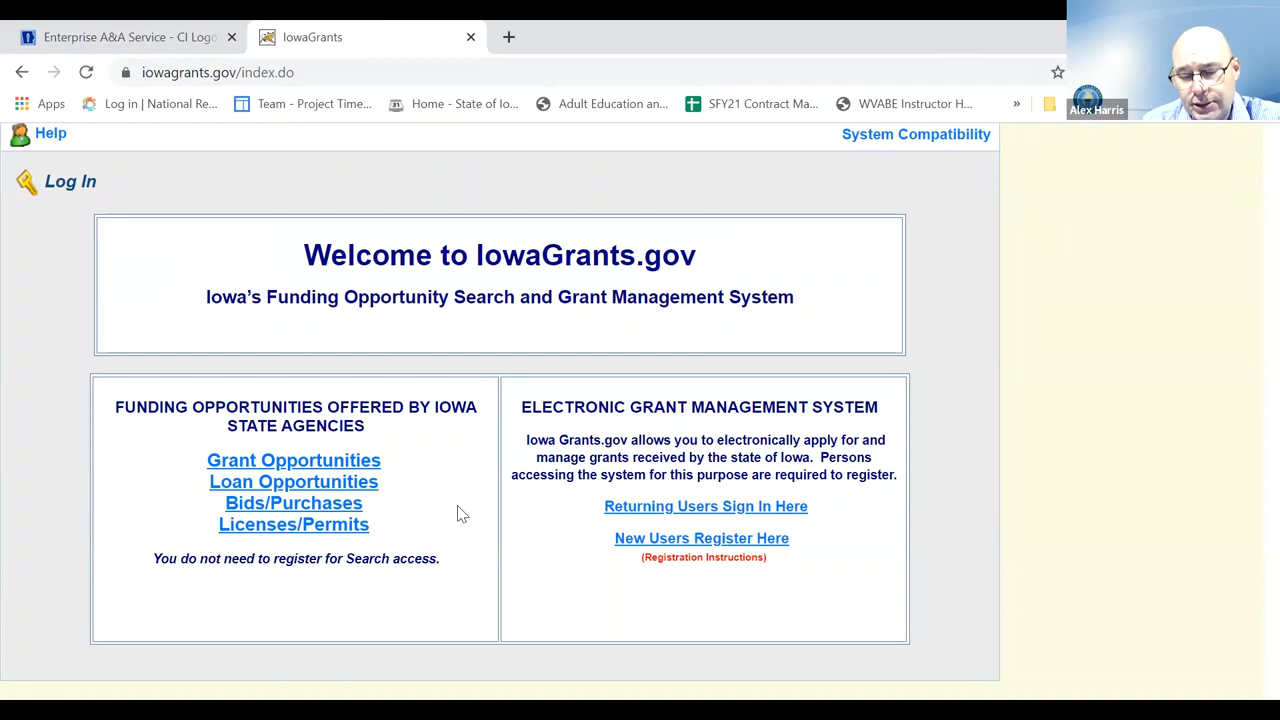 Enterprise A&A Service - CI Logo
IowaGrants
iowagrants.gov/index.do
Apps
Log in | National Re...
Team - Project Time...
Home - State of Io...
Adult Education an...
SFY21 Contract Ma...
WVABE Instructor H...
»
Alex Harris
Help
System Compatibility
Log In
Welcome to IowaGrants.gov
Iowa's Funding Opportunity Search and Grant Management System
FUNDING OPPORTUNITIES OFFERED BY IOWA
STATE AGENCIES
Grant Opportunities
Loan Opportunities
Bids/Purchases
Licenses/Permits
You do not need to register for Search access.
ELECTRONIC GRANT MANAGEMENT SYSTEM
Iowa Grants.gov allows you to electronically apply for and
manage grants received by the state of Iowa. Persons
accessing the system for this purpose are required to register.
Returning Users Sign In Here
New Users Register Here
(Registration Instructions)